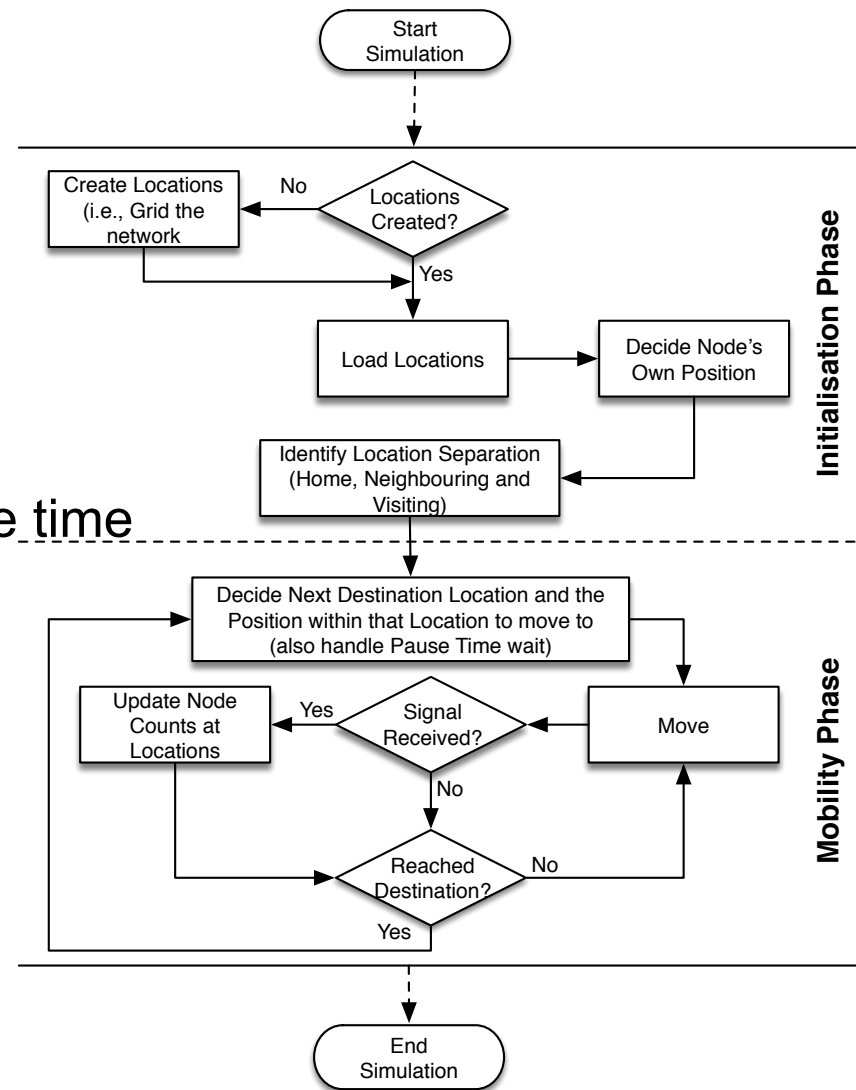 Start
Simulation
Create Locations
(i.e., Grid the
network
No
Locations
Created?
Yes
Load Locations
Decide Node's
Own Position
Initialisation Phase
Identify Location Separation
(Home, Neighbouring and
Visiting)
e time
Decide Next Destination Location and the
Position within that Location to move to
(also handle Pause Time wait)
Update Node
Counts at
Locations
Yes
Signal
Received?
Move
No
Mobility Phase
Reached
Destination?
No
Yes
End
Simulation